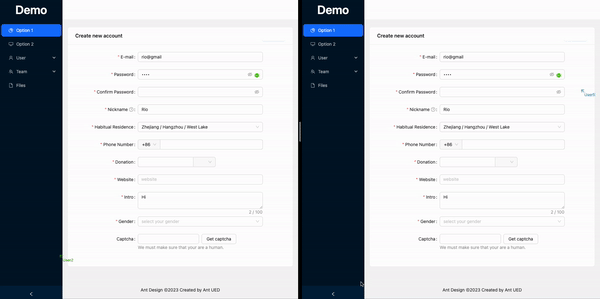 Demo
Option 1
Option 2
User
Team
Files
Create new account
* E-mail:
rio@gmail
* Password:
••••
* Confirm Password:
* Nickname :
Rio
* Habitual Residence:
Zhejiang / Hangzhou / West Lake
* Phone Number:
+86
* Donation:
* Website:
website
* Intro:
Hi
2 / 100
* Gender:
select your gender
Captcha:
Get captcha
We must make sure that your are a human.
User2
Ant Design ©2023 Created by Ant UED
Demo
Option 1
Option 2
User
Team
Files
Create new account
* E-mail:
rio@gmail
* Password:
••••
* Confirm Password:
* Nickname :
Rio
* Habitual Residence:
Zhejiang / Hangzhou / West Lake
* Phone Number:
+86
* Donation:
* Website:
website
* Intro:
Hi
2 / 100
* Gender:
select your gender
Captcha:
Get captcha
We must make sure that your are a human.
Ant Design ©2023 Created by Ant UED